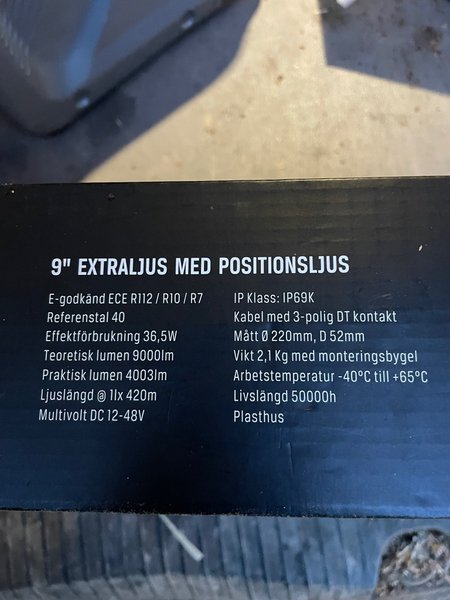 9" EXTRALJUS MED POSITIONSLJUS
E-godkänd ECE R112 / R10 / R7
Referenstal 40
Effektförbrukning 36,5W
Teoretisk lumen 9000lm
Praktisk lumen 4003lm
Ljuslängd @ 1lx 420m
Multivolt DC 12-48V
IP Klass: IP69K
Kabel med 3-polig DT kontakt
Mått Ø 220mm, D 52mm
Vikt 2,1 Kg med monteringsbygel
Arbetstemperatur -40°C till +65°C
Livslängd 50000h
Plasthus